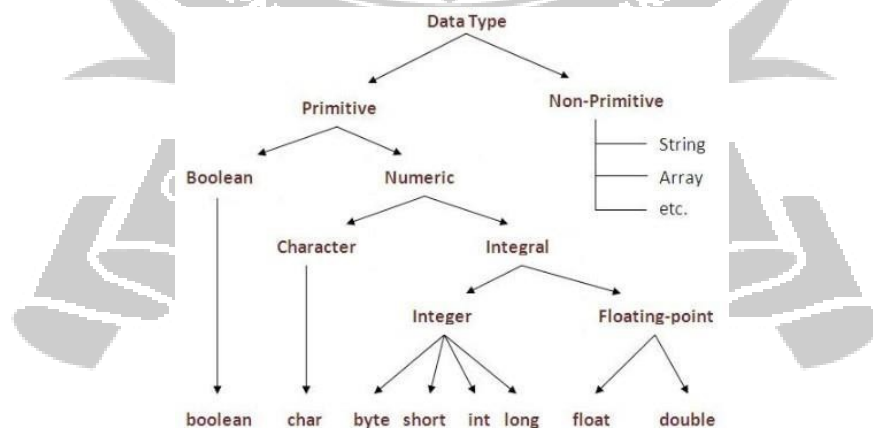 Data Type
Primitive
Non-Primitive
String
Boolean
Numeric
Array
etc.
Character
Integral
Integer
Floating-point
boolean char byte short int long float double